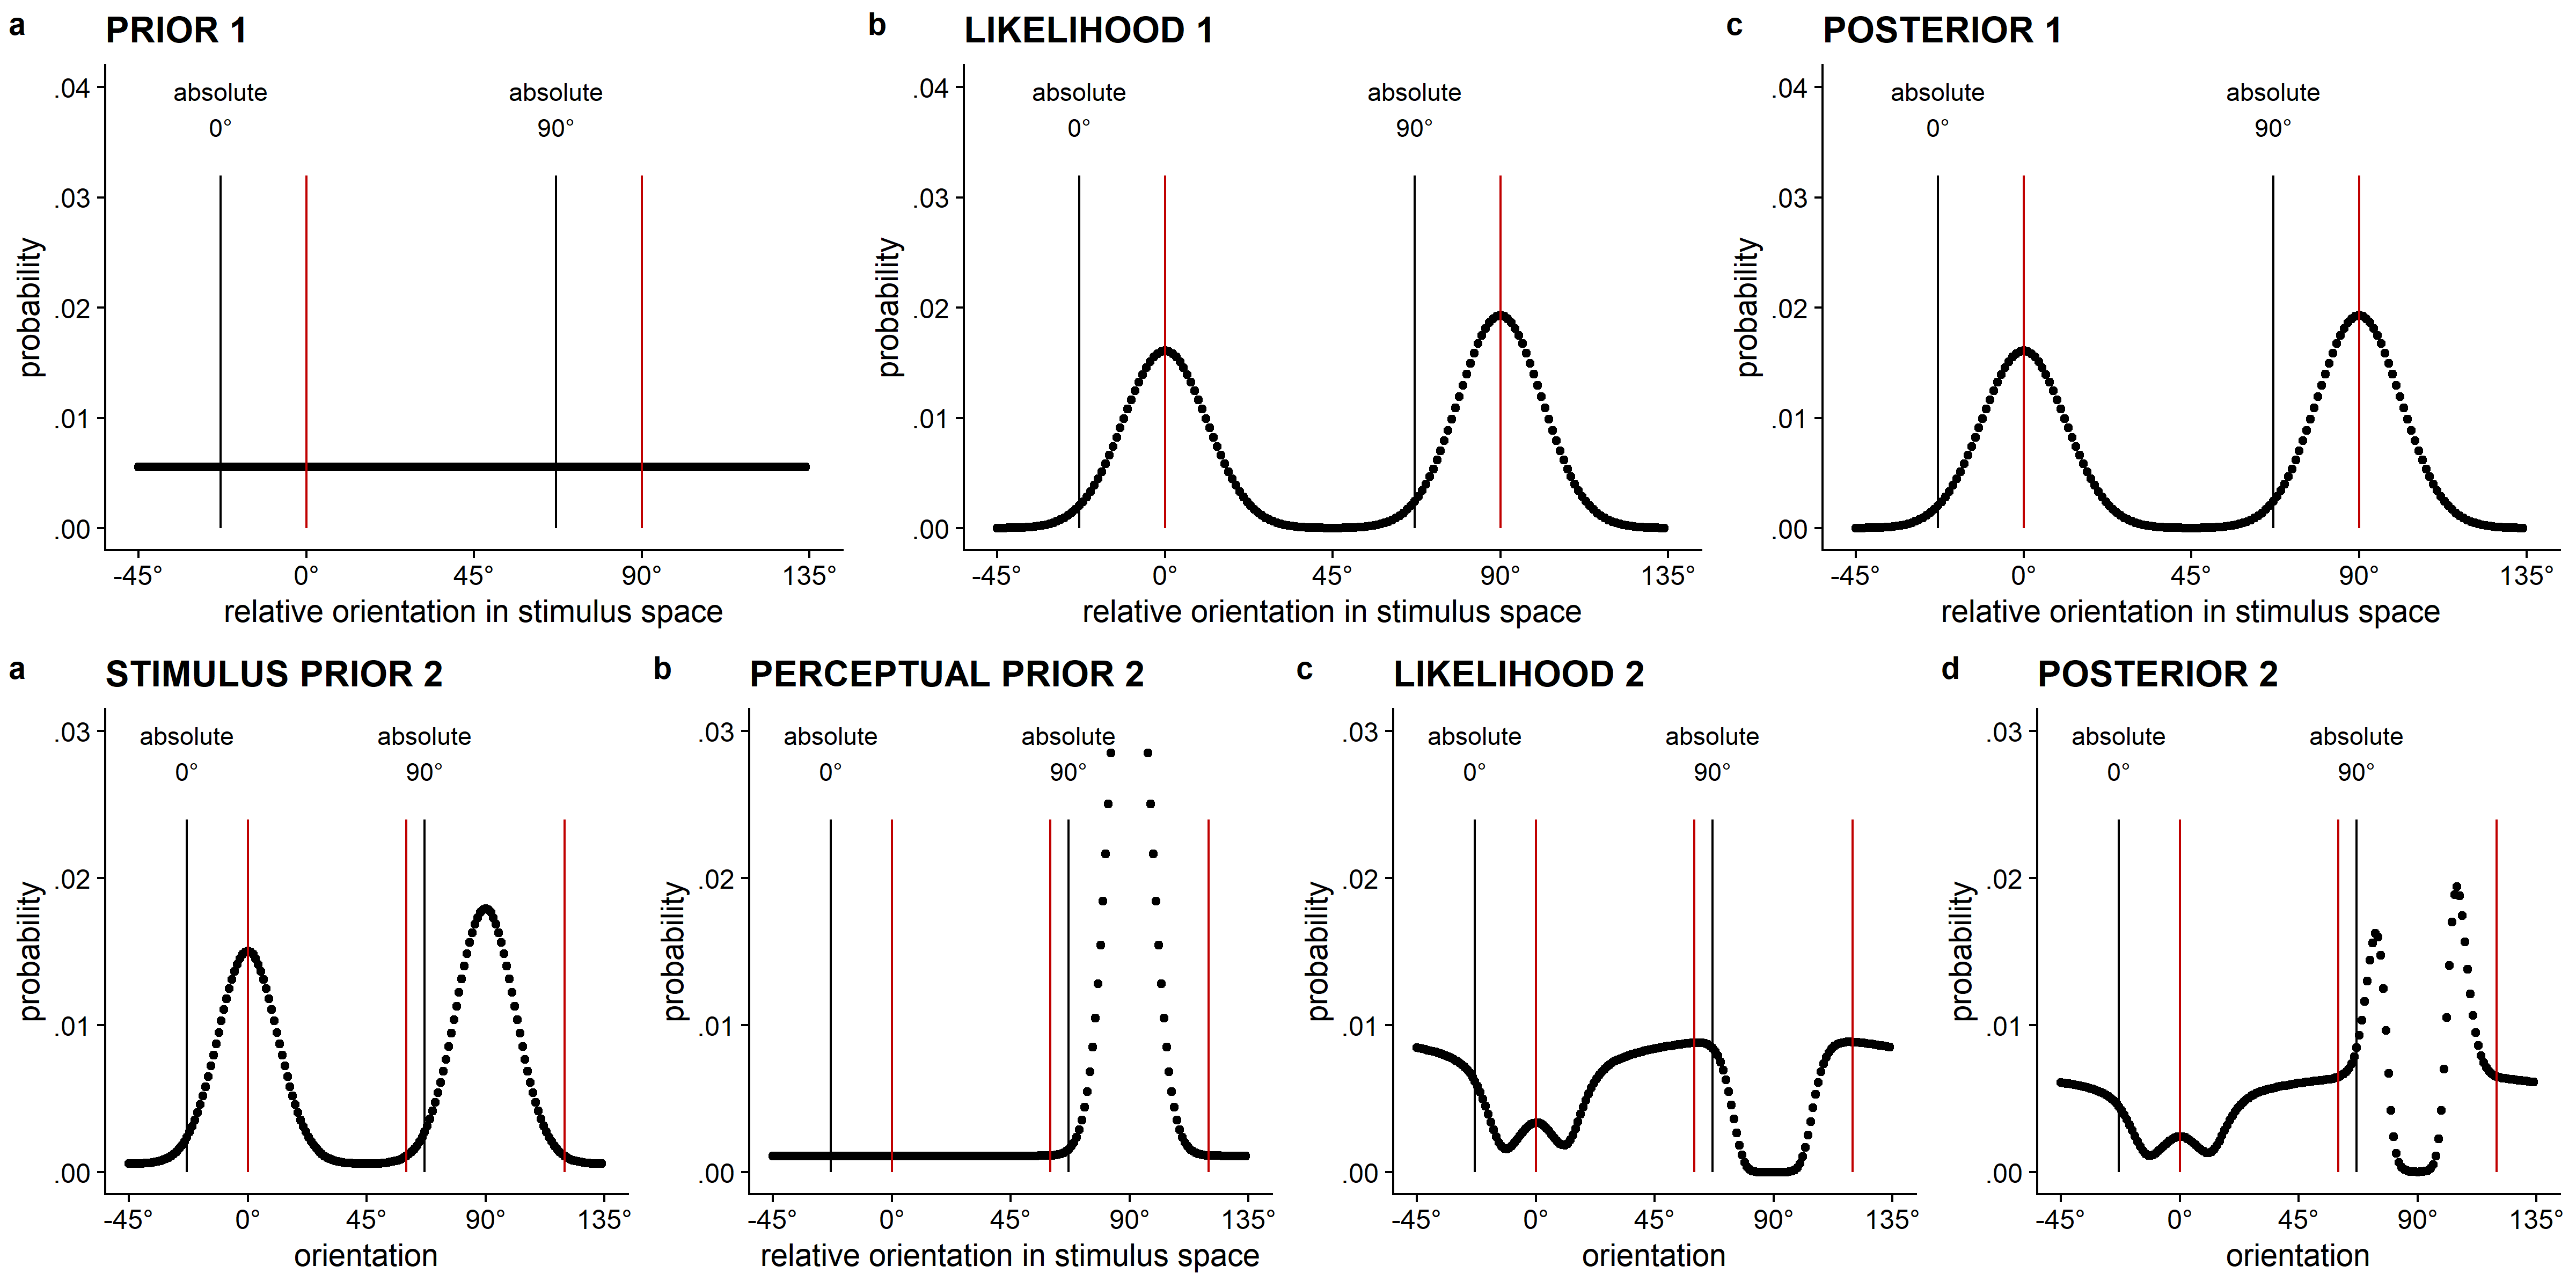 a PRIOR 1
absolute 0°
absolute 90°
.04
.03
.02
.01
.00
probability
-45° 0° 45° 90° 135°
relative orientation in stimulus space
b LIKELIHOOD 1
absolute 0°
absolute 90°
.04
.03
.02
.01
.00
probability
-45° 0° 45° 90° 135°
relative orientation in stimulus space
c POSTERIOR 1
absolute 0°
absolute 90°
.04
.03
.02
.01
.00
probability
-45° 0° 45° 90° 135°
relative orientation in stimulus space
a STIMULUS PRIOR 2
absolute 0°
absolute 90°
.03
.02
.01
.00
probability
-45° 0° 45° 90° 135°
orientation
b PERCEPTUAL PRIOR 2
absolute 0°
absolute 90°
.03
.02
.01
.00
probability
-45° 0° 45° 90° 135°
relative orientation in stimulus space
c LIKELIHOOD 2
absolute 0°
absolute 90°
.03
.02
.01
.00
probability
-45° 0° 45° 90° 135°
orientation
d POSTERIOR 2
absolute 0°
absolute 90°
.03
.02
.01
.00
probability
-45° 0° 45° 90° 135°
orientation